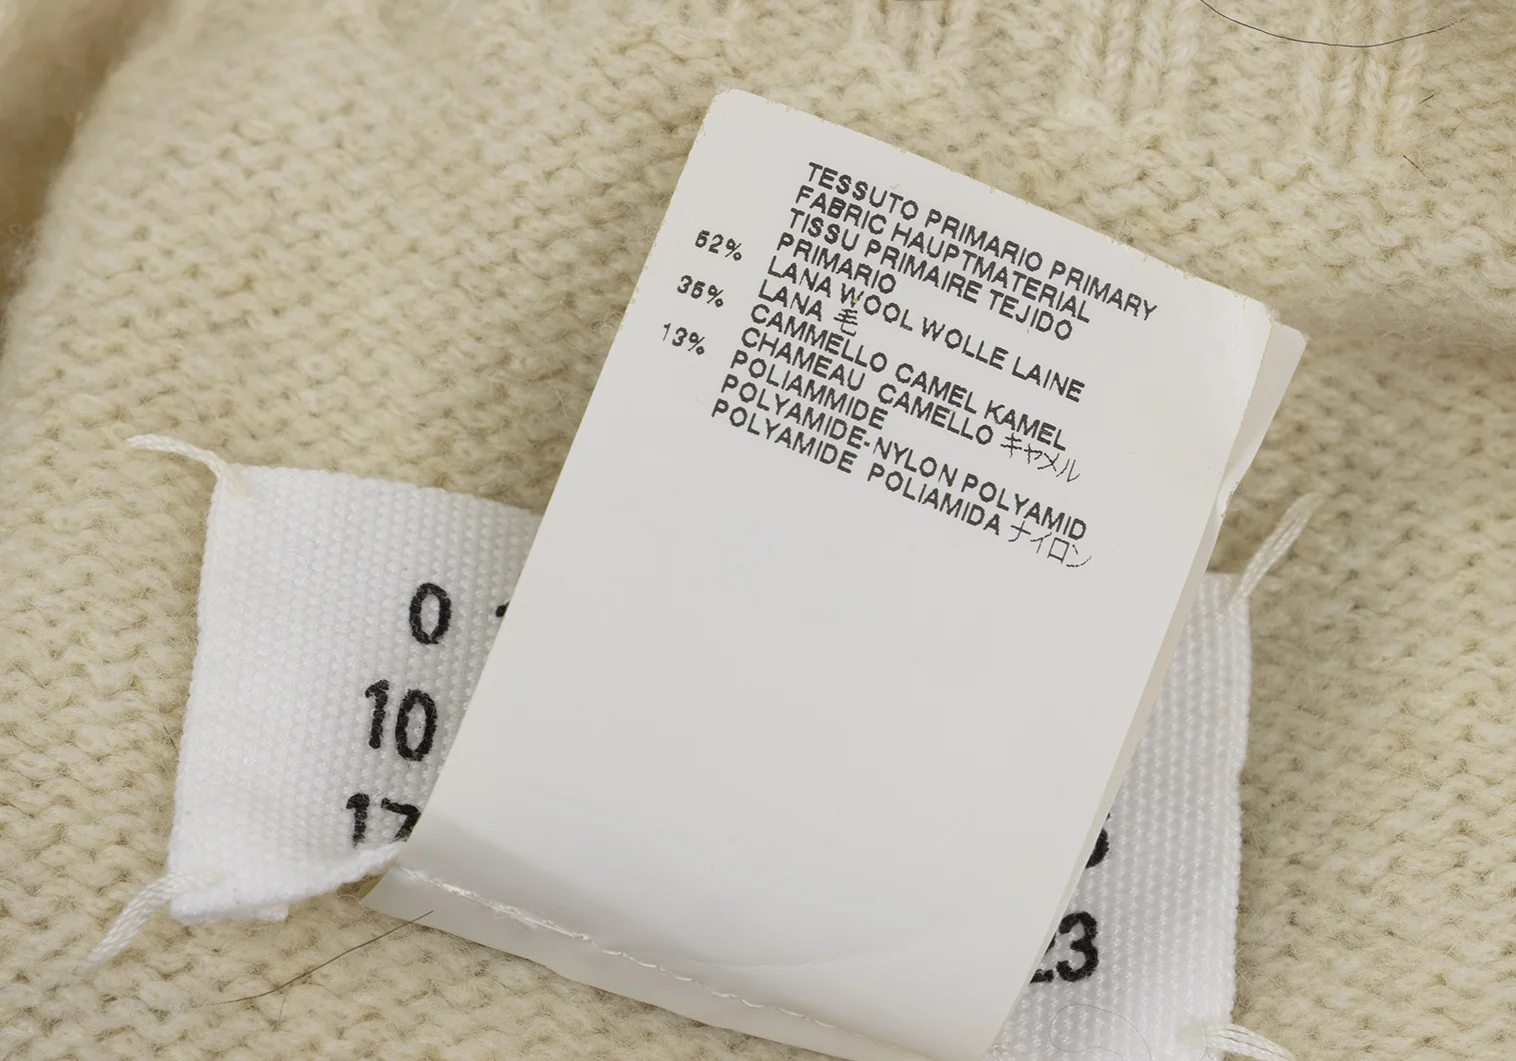 TESSUTO PRIMARIO PRIMARY
FABRIC HAUPTMATERIAL
TISSU PRIMAIRE TEJIDO
PRIMARIO
52% LANA WOOL WOLLE LAINE
LANA 毛
35% CAMMELLO CAMEL KAMEL
CHAMEAU CAMELLO キャメル
13% POLIAMMIDE
POLYAMIDE-NYLON POLYAMID
POLYAMIDE POLIAMIDA ナイロン
0
10
17
23